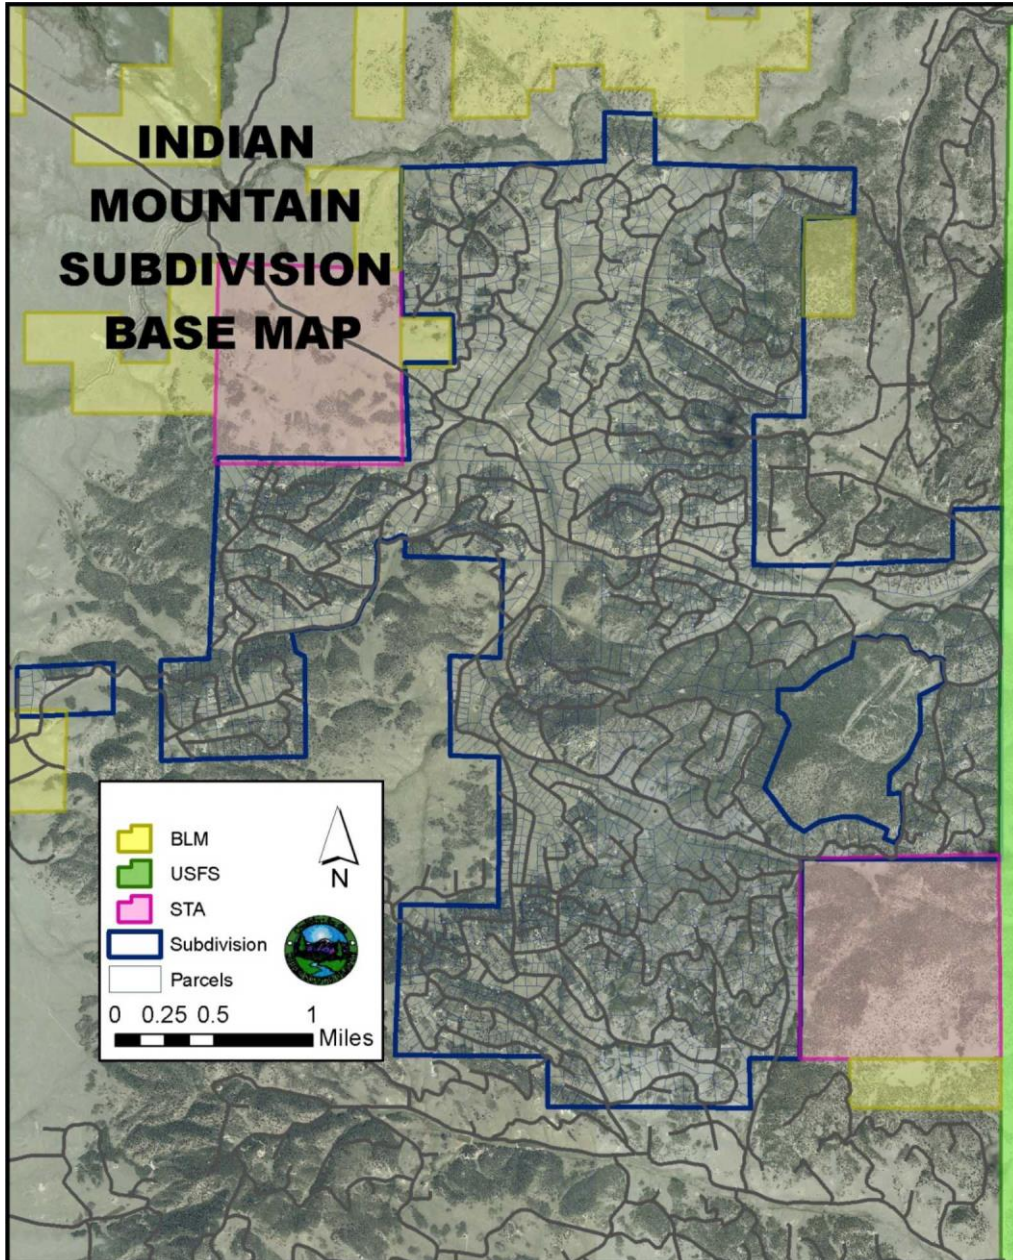 INDIAN
MOUNTAIN
SUBDIVISION
BASE MAP
BLM
USFS
STA
Subdivision
Parcels
N
0 0.25 0.5 1
Miles